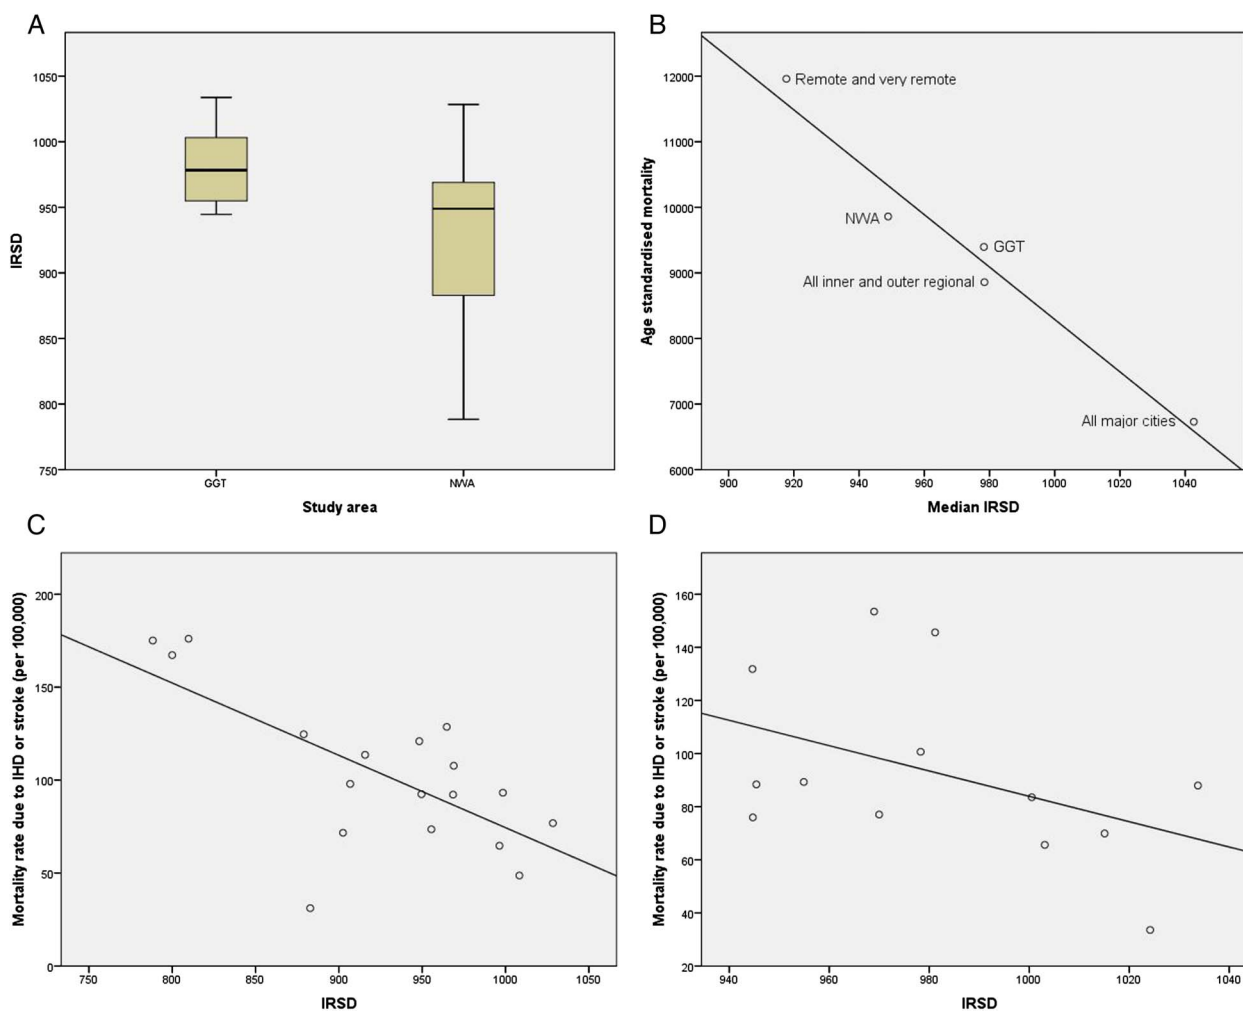 A
IRSD
1050
1000
950
900
850
800
750
GGT
NWA
Study area
B
Age standardised mortality
12000
11000
10000
9000
8000
7000
6000
Remote and very remote
NWA
GGT
All inner and outer regional
All major cities
900
920
940
960
980
1000
1020
1040
Median IRSD
C
Mortality rate due to IHD or stroke (per 100,000)
200
150
100
50
0
750
800
850
900
950
1000
1050
IRSD
D
Mortality rate due to IHD or stroke (per 100,000)
160
140
120
100
80
60
40
20
940
960
980
1000
1020
1040
IRSD